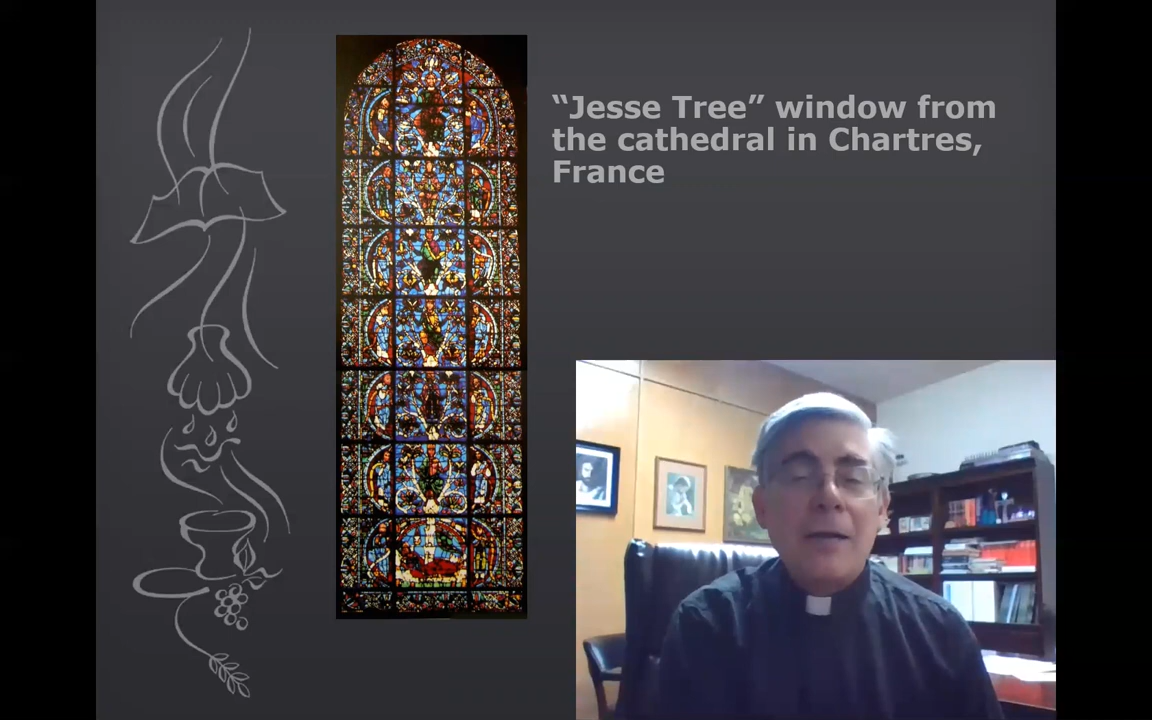 “Jesse Tree” window from
the cathedral in Chartres,
France